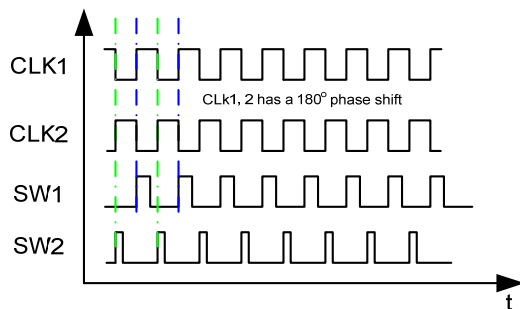 CLK1
CLk1, 2 has a 180° phase shift
CLK2
SW1
SW2
t